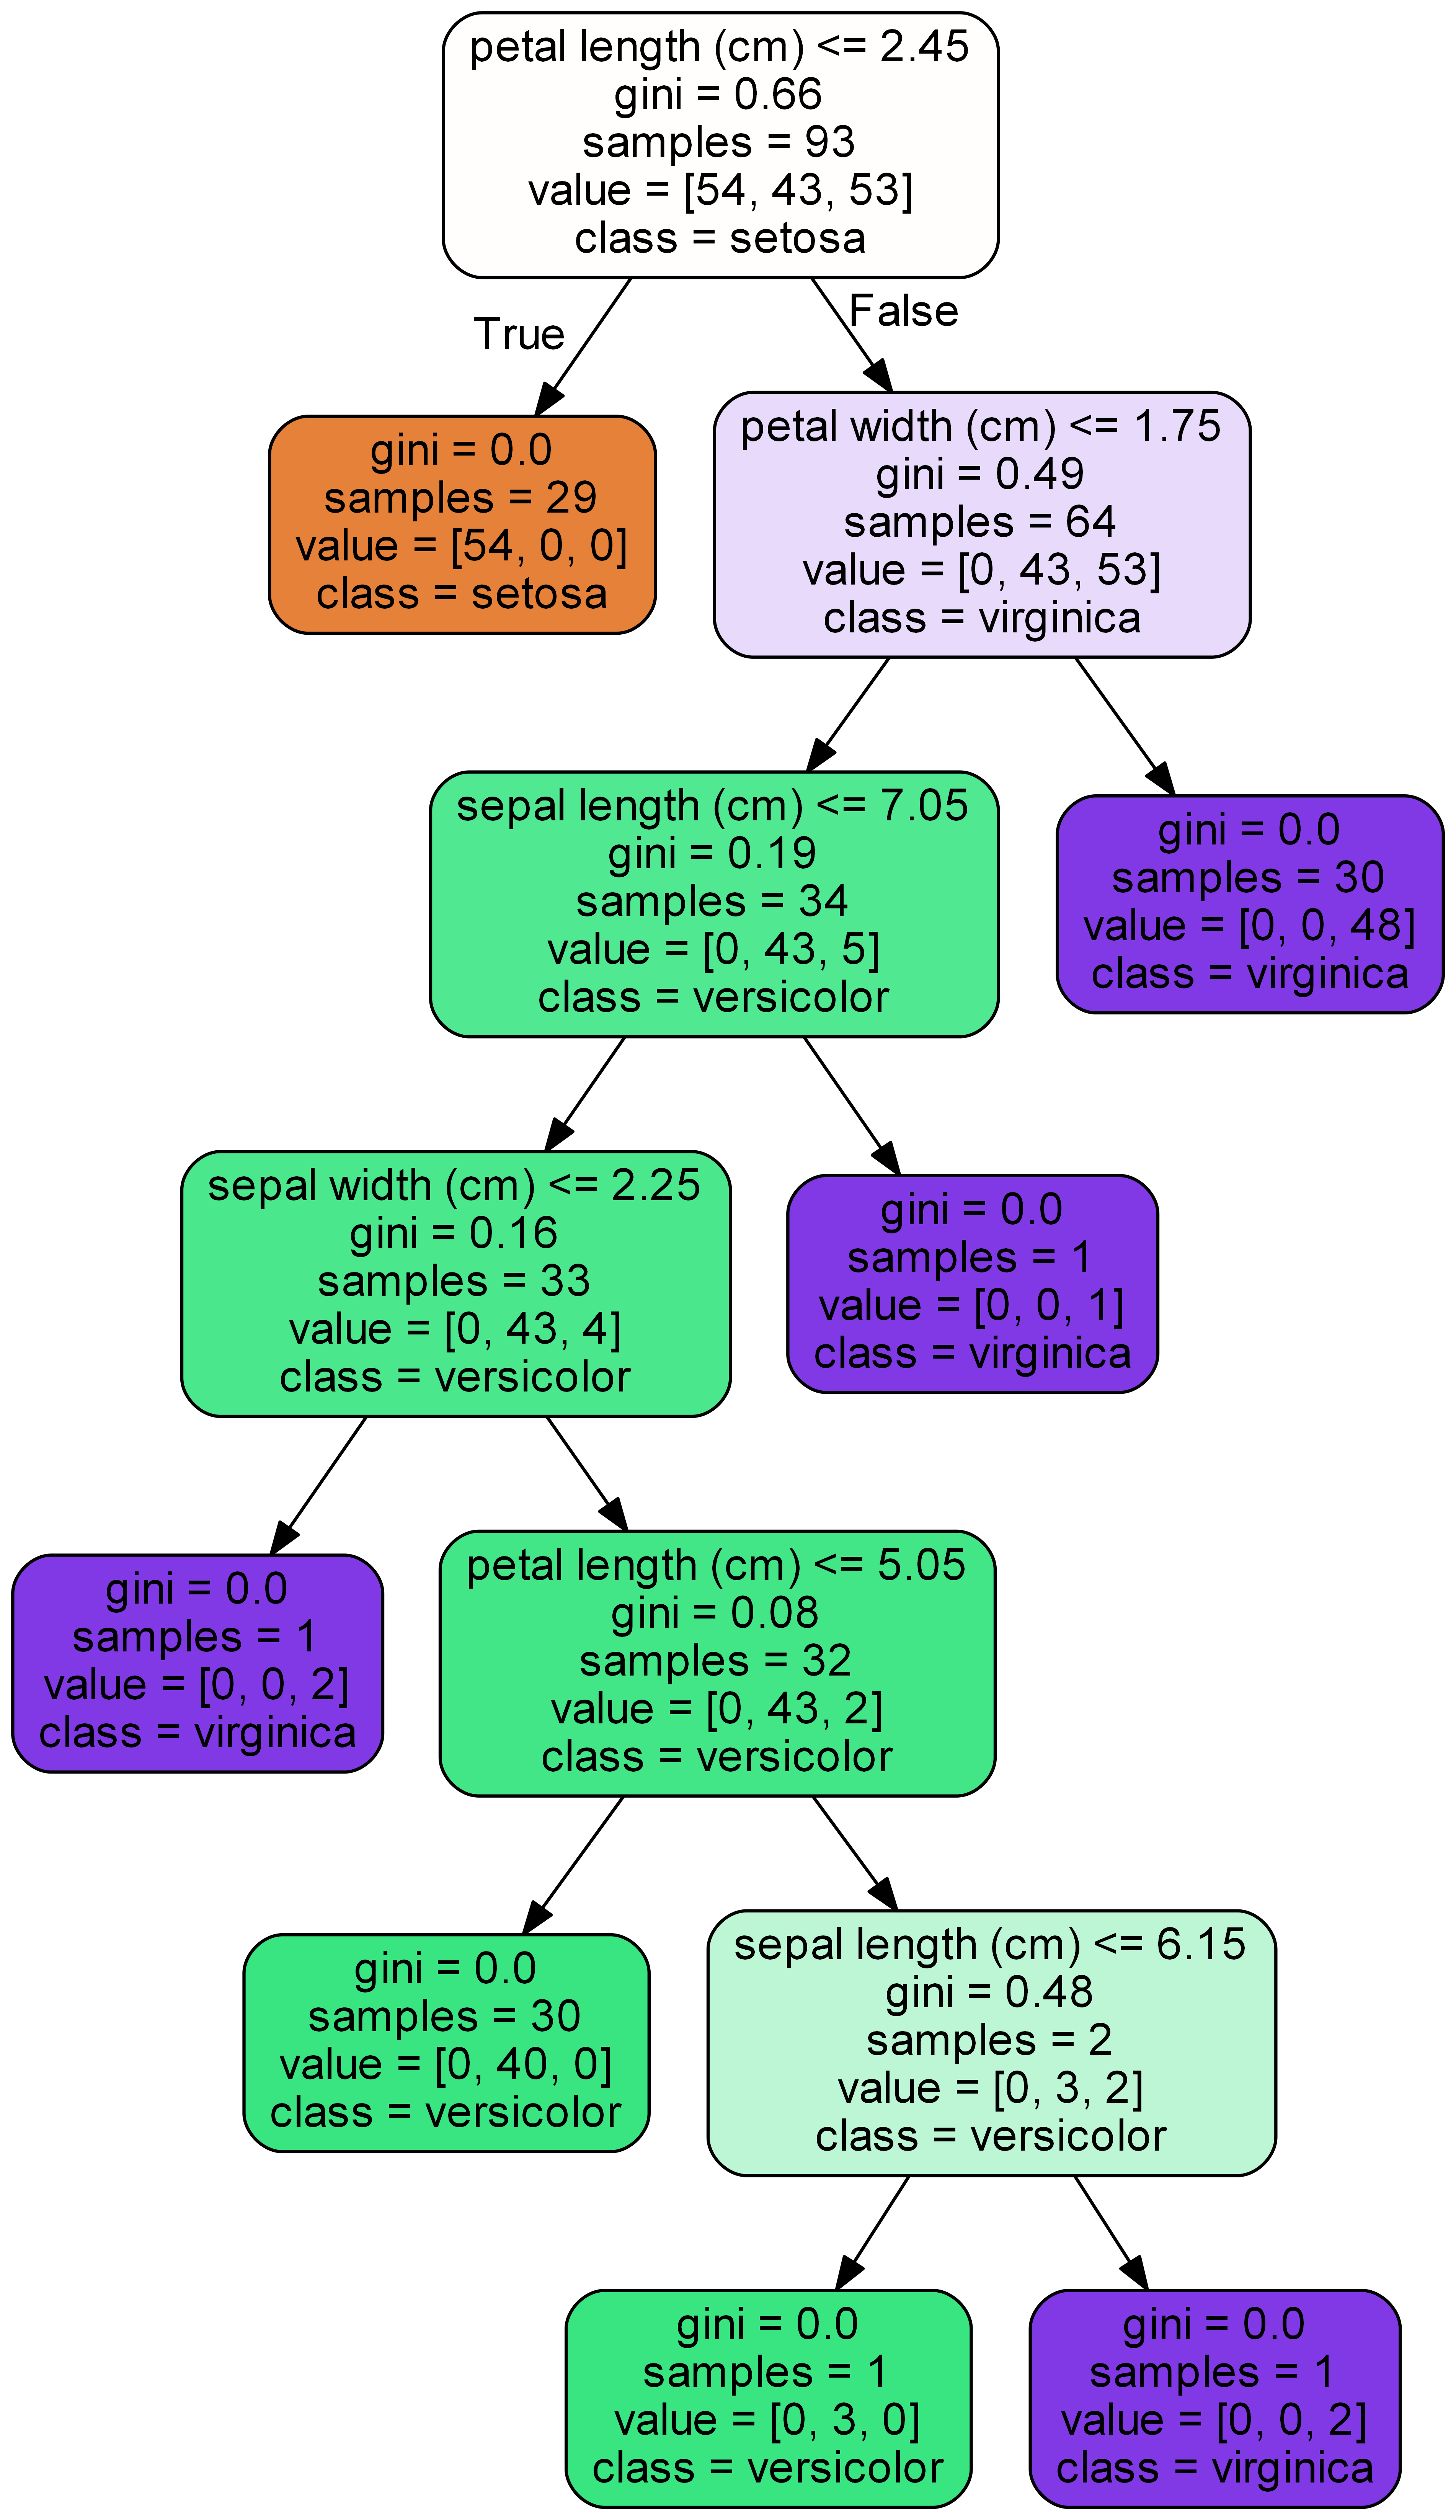 petal length (cm) <= 2.45
gini = 0.66
samples = 93
value = [54, 43, 53]
class = setosa
True
False
gini = 0.0
samples = 29
value = [54, 0, 0]
class = setosa
petal width (cm) <= 1.75
gini = 0.49
samples = 64
value = [0, 43, 53]
class = virginica
sepal length (cm) <= 7.05
gini = 0.19
samples = 34
value = [0, 43, 5]
class = versicolor
gini = 0.0
samples = 30
value = [0, 0, 48]
class = virginica
sepal width (cm) <= 2.25
gini = 0.16
samples = 33
value = [0, 43, 4]
class = versicolor
gini = 0.0
samples = 1
value = [0, 0, 1]
class = virginica
gini = 0.0
samples = 1
value = [0, 0, 2]
class = virginica
petal length (cm) <= 5.05
gini = 0.08
samples = 32
value = [0, 43, 2]
class = versicolor
gini = 0.0
samples = 30
value = [0, 40, 0]
class = versicolor
sepal length (cm) <= 6.15
gini = 0.48
samples = 2
value = [0, 3, 2]
class = versicolor
gini = 0.0
samples = 1
value = [0, 3, 0]
class = versicolor
gini = 0.0
samples = 1
value = [0, 0, 2]
class = virginica